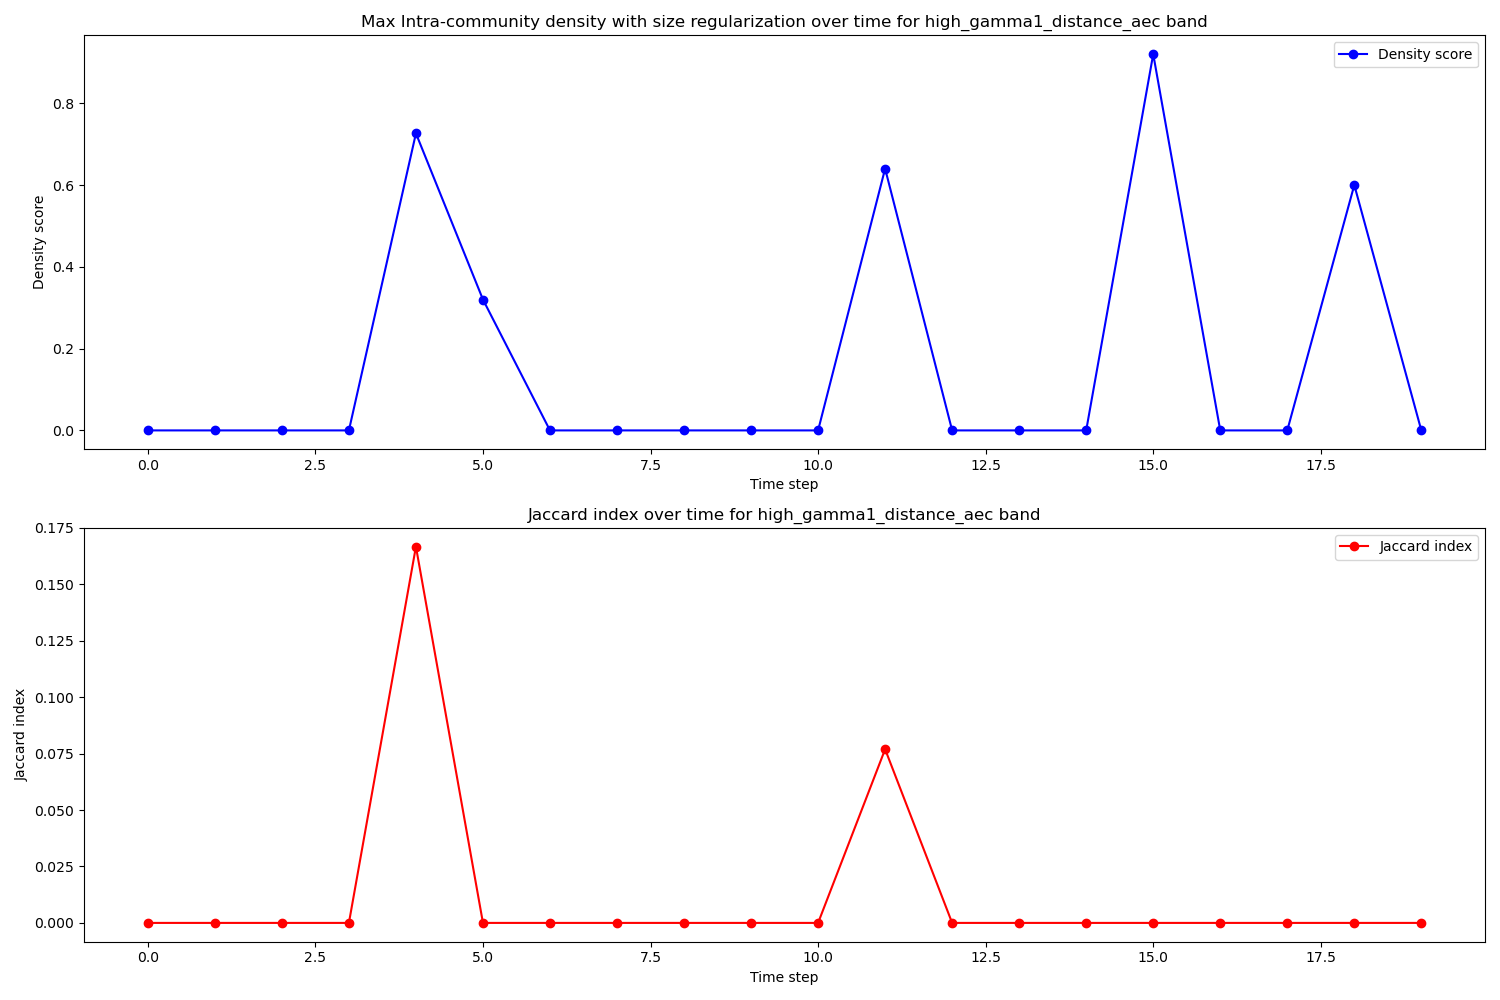 Max Intra-community density with size regularization over time for high_gamma1_distance_aec band
Density score
0.8
0.6
0.4
0.2
0.0
Density score
0.0 2.5 5.0 7.5 10.0 12.5 15.0 17.5
Time step
Jaccard index over time for high_gamma1_distance_aec band
Jaccard index
0.175
0.150
0.125
0.100
0.075
0.050
0.025
0.000
Jaccard index
0.0 2.5 5.0 7.5 10.0 12.5 15.0 17.5
Time step